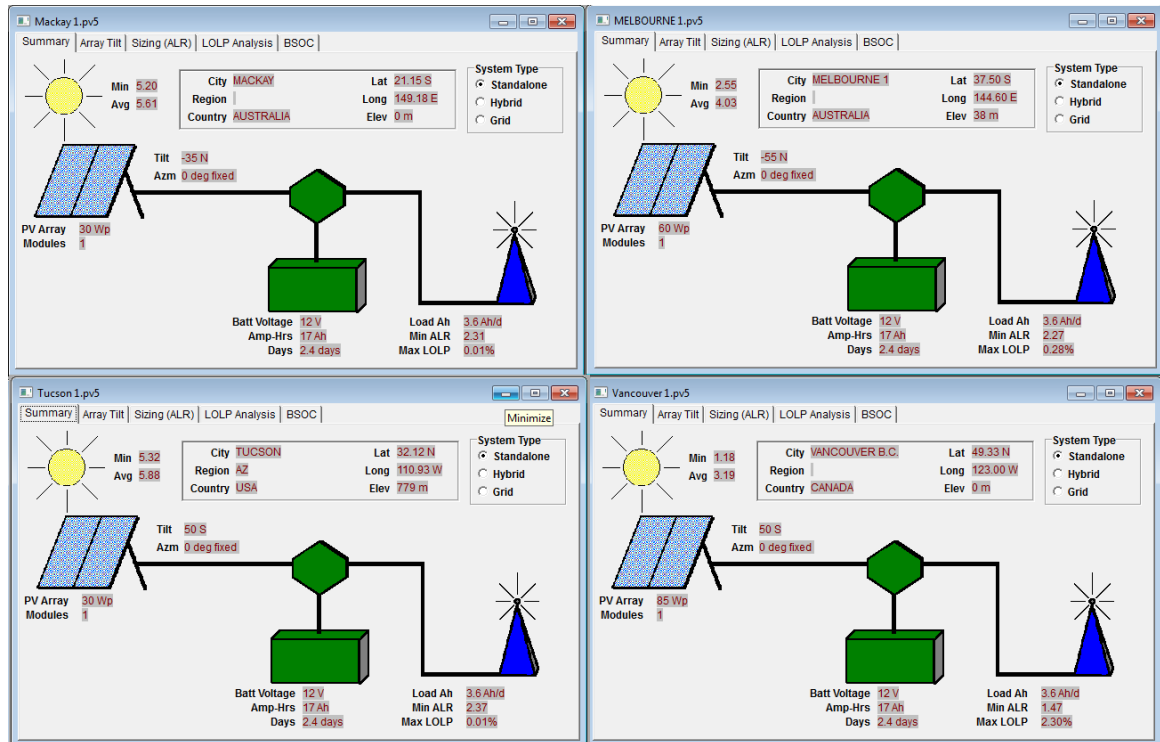 Mackay 1.pv5
Summary Array Tilt Sizing (ALR) LOLP Analysis BSOC
Min 5.20
Avg 5.61
City MACKAY Lat 21.15 S
Region Long 149.18 E
Country AUSTRALIA Elev 0 m
System Type
Standalone
Hybrid
Grid
Tilt -35 N
Azm 0 deg fixed
PV Array 30 Wp
Modules 1
Batt Voltage 12 V Load Ah 3.6 Ah/d
Amp-Hrs 17 Ah Min ALR 2.31
Days 2.4 days Max LOLP 0.01%
MELBOURNE 1.pv5
Summary Array Tilt Sizing (ALR) LOLP Analysis BSOC
Min 2.55
Avg 4.03
City MELBOURNE 1 Lat 37.50 S
Region Long 144.60 E
Country AUSTRALIA Elev 38 m
System Type
Standalone
Hybrid
Grid
Tilt -55 N
Azm 0 deg fixed
PV Array 60 Wp
Modules 1
Batt Voltage 12 V Load Ah 3.6 Ah/d
Amp-Hrs 17 Ah Min ALR 2.27
Days 2.4 days Max LOLP 0.28%
Tucson 1.pv5
Summary Array Tilt Sizing (ALR) LOLP Analysis BSOC
Minimize
Min 5.32
Avg 5.88
City TUCSON Lat 32.12 N
Region AZ Long 110.93 W
Country USA Elev 779 m
System Type
Standalone
Hybrid
Grid
Tilt 50 S
Azm 0 deg fixed
PV Array 30 Wp
Modules 1
Batt Voltage 12 V Load Ah 3.6 Ah/d
Amp-Hrs 17 Ah Min ALR 2.37
Days 2.4 days Max LOLP 0.01%
Vancouver 1.pv5
Summary Array Tilt Sizing (ALR) LOLP Analysis BSOC
Min 1.18
Avg 3.19
City VANCOUVER B.C. Lat 49.33 N
Region Long 123.00 W
Country CANADA Elev 0 m
System Type
Standalone
Hybrid
Grid
Tilt 50 S
Azm 0 deg fixed
PV Array 85 Wp
Modules 1
Batt Voltage 12 V Load Ah 3.6 Ah/d
Amp-Hrs 17 Ah Min ALR 1.47
Days 2.4 days Max LOLP 2.30%